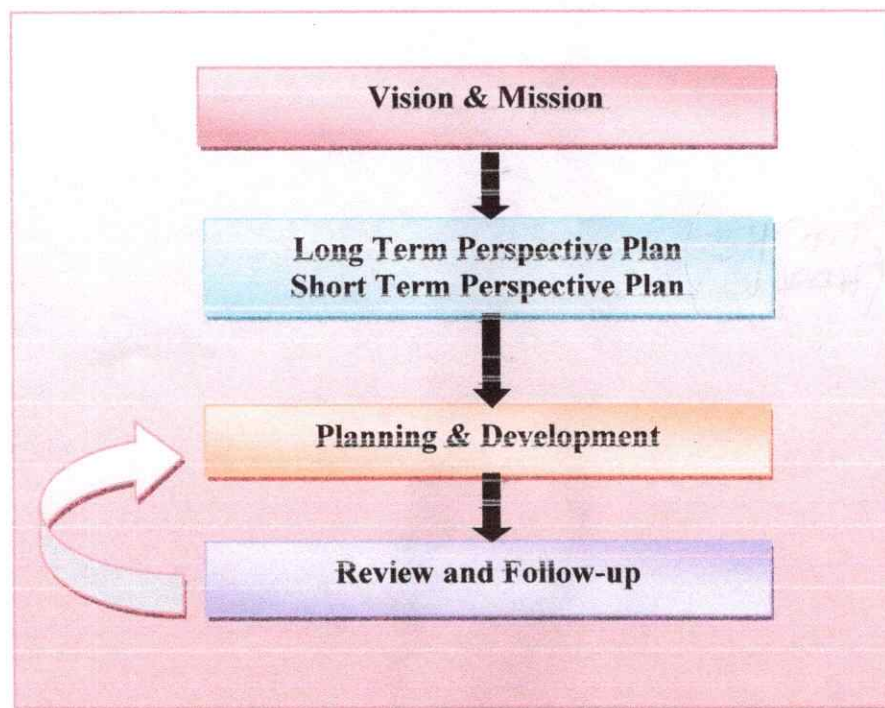 Vision & Mission
Long Term Perspective Plan
Short Term Perspective Plan
Planning & Development
Review and Follow-up